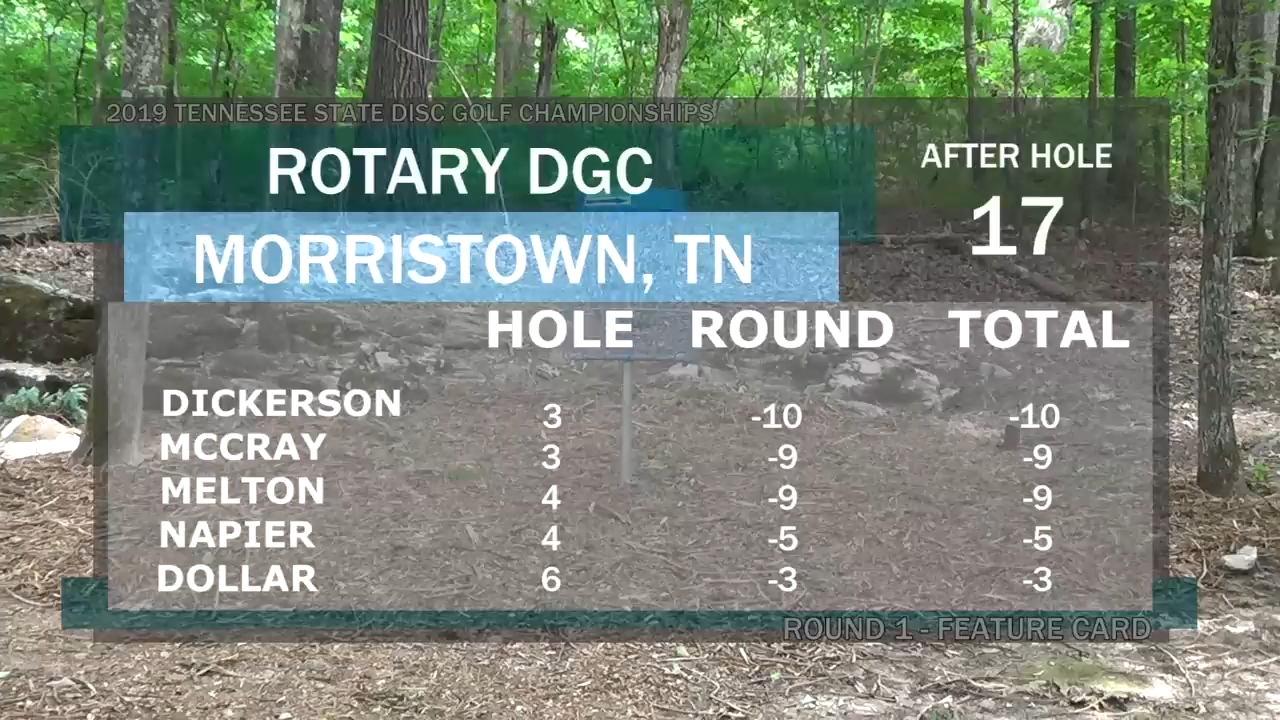 2019 TENNESSEE STATE DISC GOLF CHAMPIONSHIPS
ROTARY DGC
MORRISTOWN, TN
AFTER HOLE
17
HOLE ROUND TOTAL
DICKERSON 3 -10 -10
MCCRAY 3 -9 -9
MELTON 4 -9 -9
NAPIER 4 -5 -5
DOLLAR 6 -3 -3
ROUND 1 - FEATURE CARD